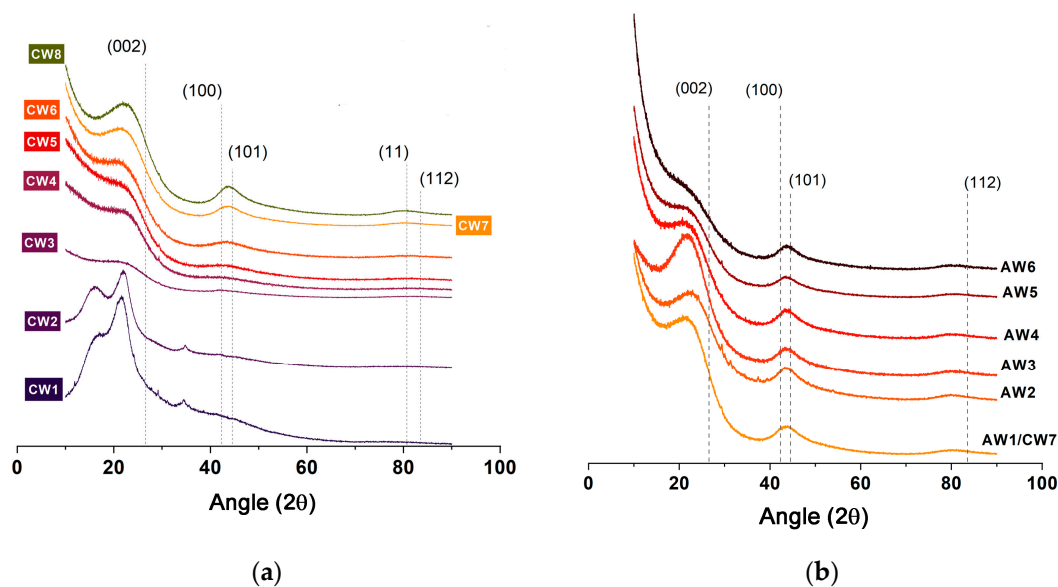 CW8
(002)
(100)
CW6
CW5
(101)
(11)
CW4
(112)
CW7
CW3
CW2
CW1
0 20 40 60 80 100
Angle (2θ)
(a)
(002) (100)
(101)
(112)
AW6
AW5
AW4
AW3
AW2
AW1/CW7
0 20 40 60 80 100
Angle (2θ)
(b)